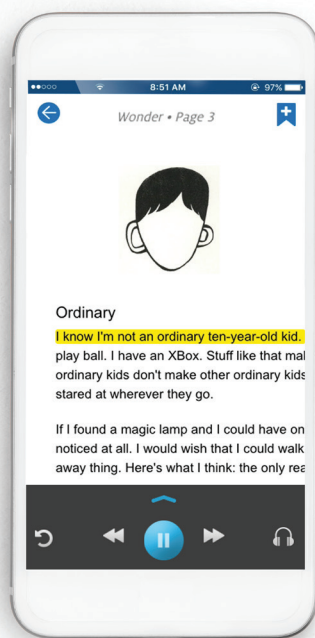 8:51 AM
97%
Wonder • Page 3
Ordinary
I know I'm not an ordinary ten-year-old kid.
play ball. I have an XBox. Stuff like that mal
ordinary kids don't make other ordinary kids
stared at wherever they go.
If I found a magic lamp and I could have on
noticed at all. I would wish that I could walk
away thing. Here's what I think: the only rea